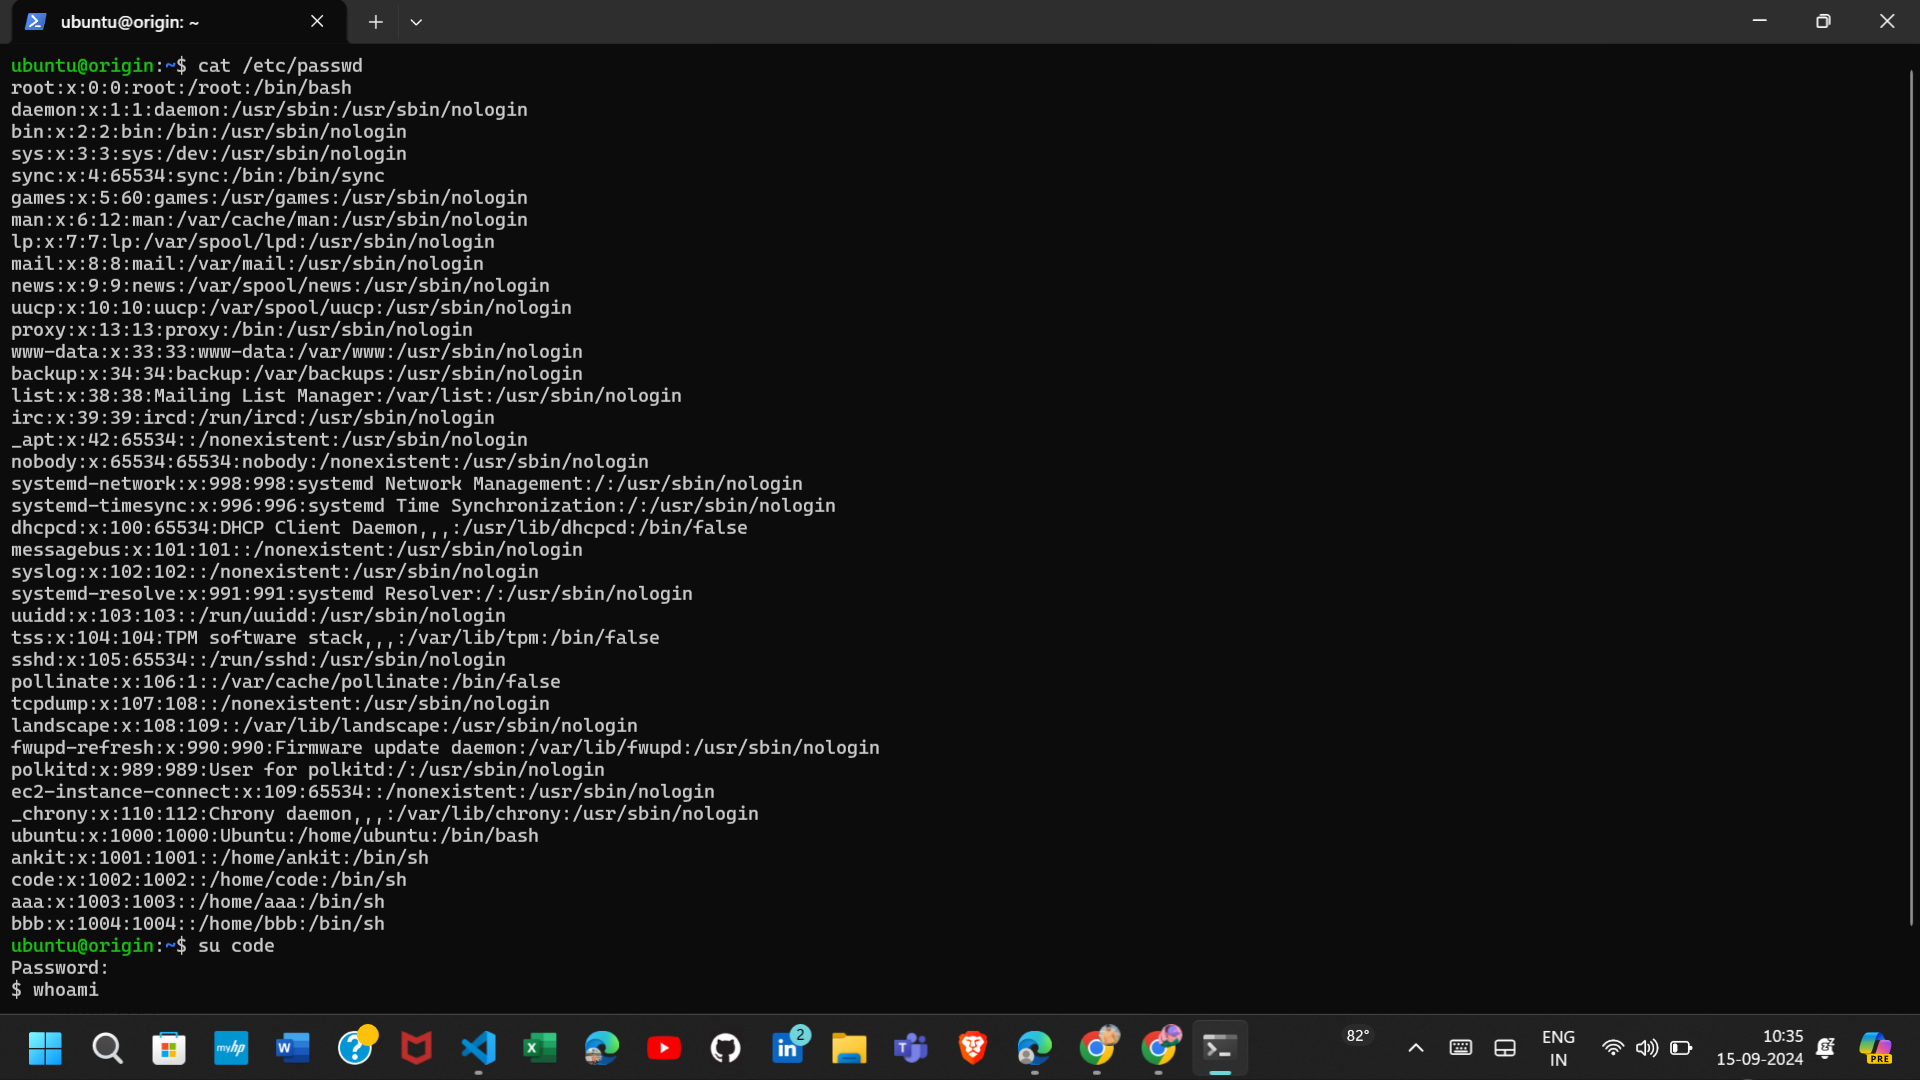 ubuntu@origin: ~
ubuntu@origin:~$ cat /etc/passwd
root:x:0:0:root:/root:/bin/bash
daemon:x:1:1:daemon:/usr/sbin:/usr/sbin/nologin
bin:x:2:2:bin:/bin:/usr/sbin/nologin
sys:x:3:3:sys:/dev:/usr/sbin/nologin
sync:x:4:65534:sync:/bin:/bin/sync
games:x:5:60:games:/usr/games:/usr/sbin/nologin
man:x:6:12:man:/var/cache/man:/usr/sbin/nologin
lp:x:7:7:lp:/var/spool/lpd:/usr/sbin/nologin
mail:x:8:8:mail:/var/mail:/usr/sbin/nologin
news:x:9:9:news:/var/spool/news:/usr/sbin/nologin
uucp:x:10:10:uucp:/var/spool/uucp:/usr/sbin/nologin
proxy:x:13:13:proxy:/bin:/usr/sbin/nologin
www-data:x:33:33:www-data:/var/www:/usr/sbin/nologin
backup:x:34:34:backup:/var/backups:/usr/sbin/nologin
list:x:38:38:Mailing List Manager:/var/list:/usr/sbin/nologin
irc:x:39:39:ircd:/run/ircd:/usr/sbin/nologin
_apt:x:42:65534::/nonexistent:/usr/sbin/nologin
nobody:x:65534:65534:nobody:/nonexistent:/usr/sbin/nologin
systemd-network:x:998:998:systemd Network Management:/:/usr/sbin/nologin
systemd-timesync:x:996:996:systemd Time Synchronization:/:/usr/sbin/nologin
dhcpcd:x:100:65534:DHCP Client Daemon,,,:/usr/lib/dhcpcd:/bin/false
messagebus:x:101:101::/nonexistent:/usr/sbin/nologin
syslog:x:102:102::/nonexistent:/usr/sbin/nologin
systemd-resolve:x:991:991:systemd Resolver:/:/usr/sbin/nologin
uuidd:x:103:103::/run/uuidd:/usr/sbin/nologin
tss:x:104:104:TPM software stack,,,:/var/lib/tpm:/bin/false
sshd:x:105:65534::/run/sshd:/usr/sbin/nologin
pollinate:x:106:1::/var/cache/pollinate:/bin/false
tcpdump:x:107:108::/nonexistent:/usr/sbin/nologin
landscape:x:108:109::/var/lib/landscape:/usr/sbin/nologin
fwupd-refresh:x:990:990:Firmware update daemon:/var/lib/fwupd:/usr/sbin/nologin
polkitd:x:989:989:User for polkitd:/:/usr/sbin/nologin
ec2-instance-connect:x:109:65534::/nonexistent:/usr/sbin/nologin
_chrony:x:110:112:Chrony daemon,,,:/var/lib/chrony:/usr/sbin/nologin
ubuntu:x:1000:1000:Ubuntu:/home/ubuntu:/bin/bash
ankit:x:1001:1001::/home/ankit:/bin/sh
code:x:1002:1002::/home/code:/bin/sh
aaa:x:1003:1003::/home/aaa:/bin/sh
bbb:x:1004:1004::/home/bbb:/bin/sh
ubuntu@origin:~$ su code
Password:
$ whoami
myhp
W
?
X
in
2
T
82°
ENG
IN
10:35
15-09-2024
PRE